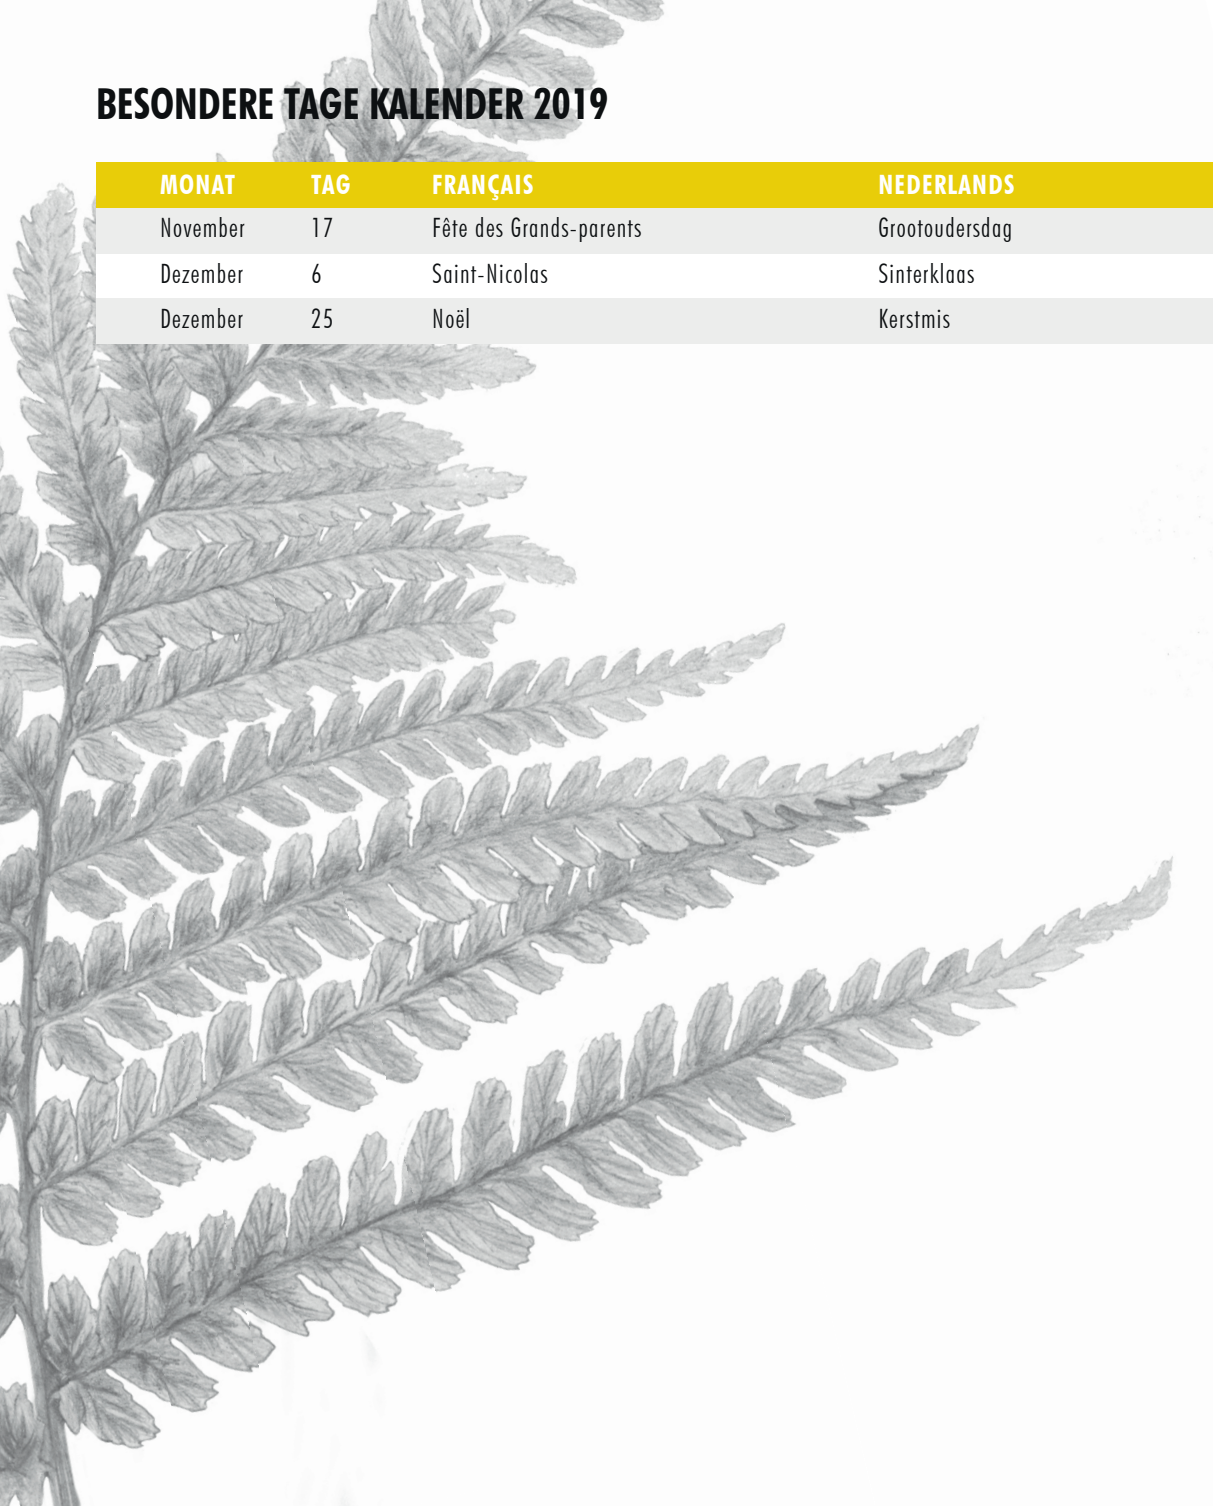 BESONDERE TAGE KALENDER 2019
MONAT TAG FRANÇAIS NEDERLANDS
November 17 Fête des Grands-parents Grootoudersdag
Dezember 6 Saint-Nicolas Sinterklaas
Dezember 25 Noël Kerstmis